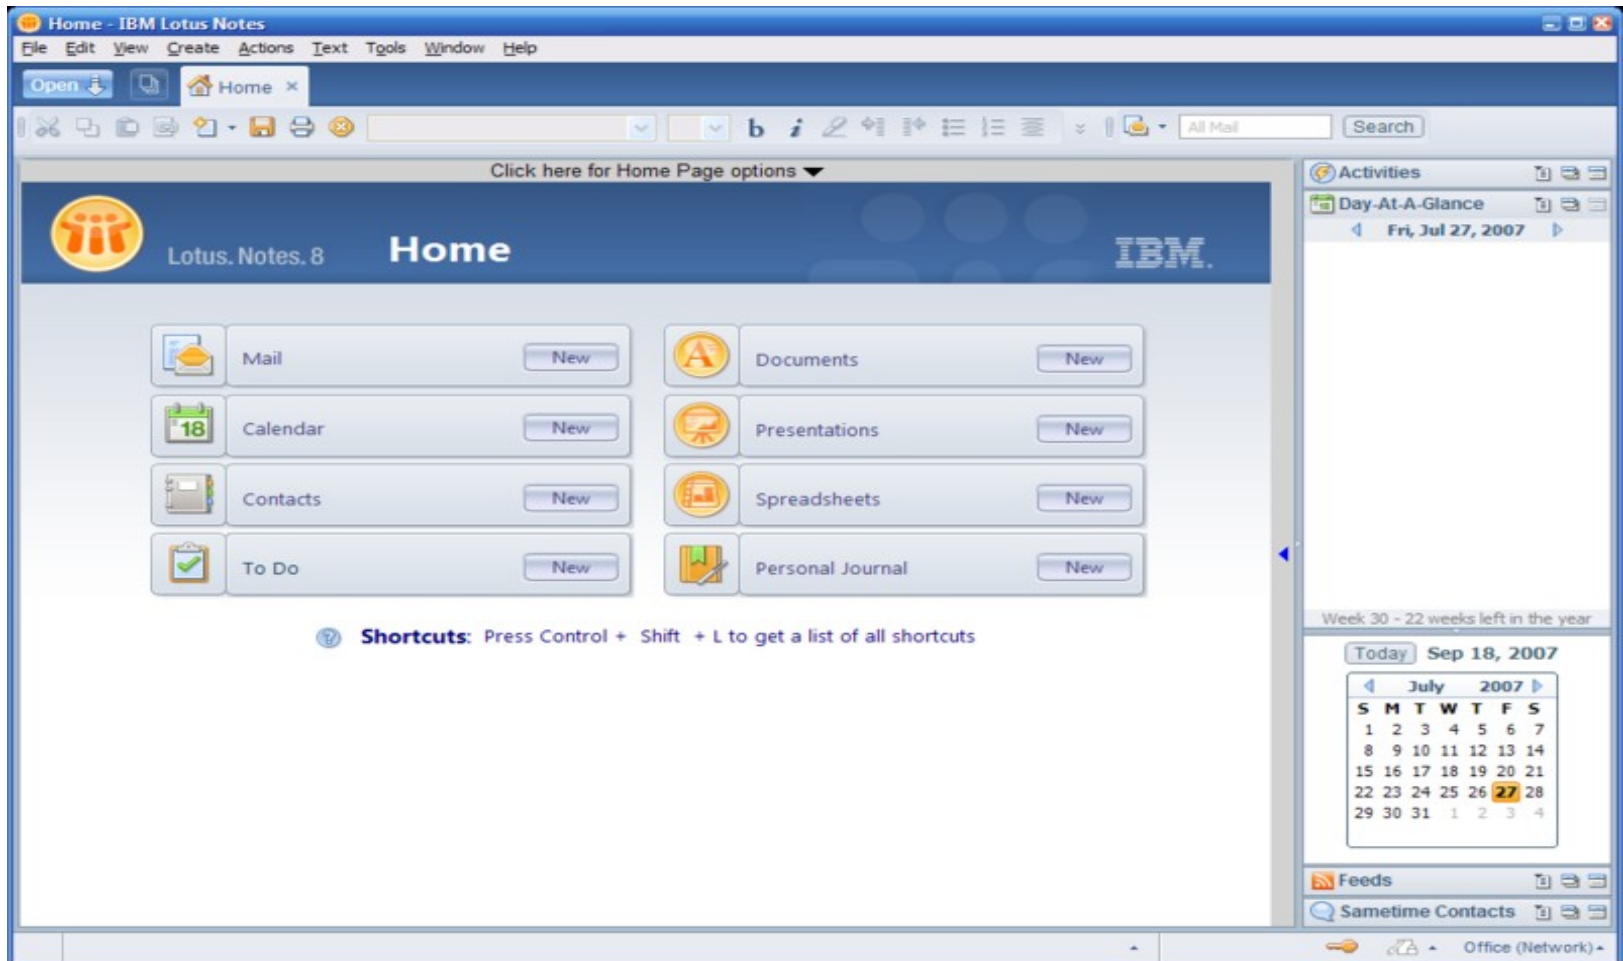 Home - IBM Lotus Notes
File Edit View Create Actions Text Tools Window Help
Open Home ×
b i All Mail Search
Click here for Home Page options
Lotus. Notes. 8 Home IBM.
Mail New
Documents New
18 Calendar New
Presentations New
Contacts New
Spreadsheets New
To Do New
Personal Journal New
Shortcuts: Press Control + Shift + L to get a list of all shortcuts
Activities
Day-At-A-Glance
Fri, Jul 27, 2007
Week 30 - 22 weeks left in the year
Today Sep 18, 2007
July 2007
S M T W T F S
1 2 3 4 5 6 7
8 9 10 11 12 13 14
15 16 17 18 19 20 21
22 23 24 25 26 27 28
29 30 31 1 2 3 4
Feeds
Sametime Contacts
Office (Network)